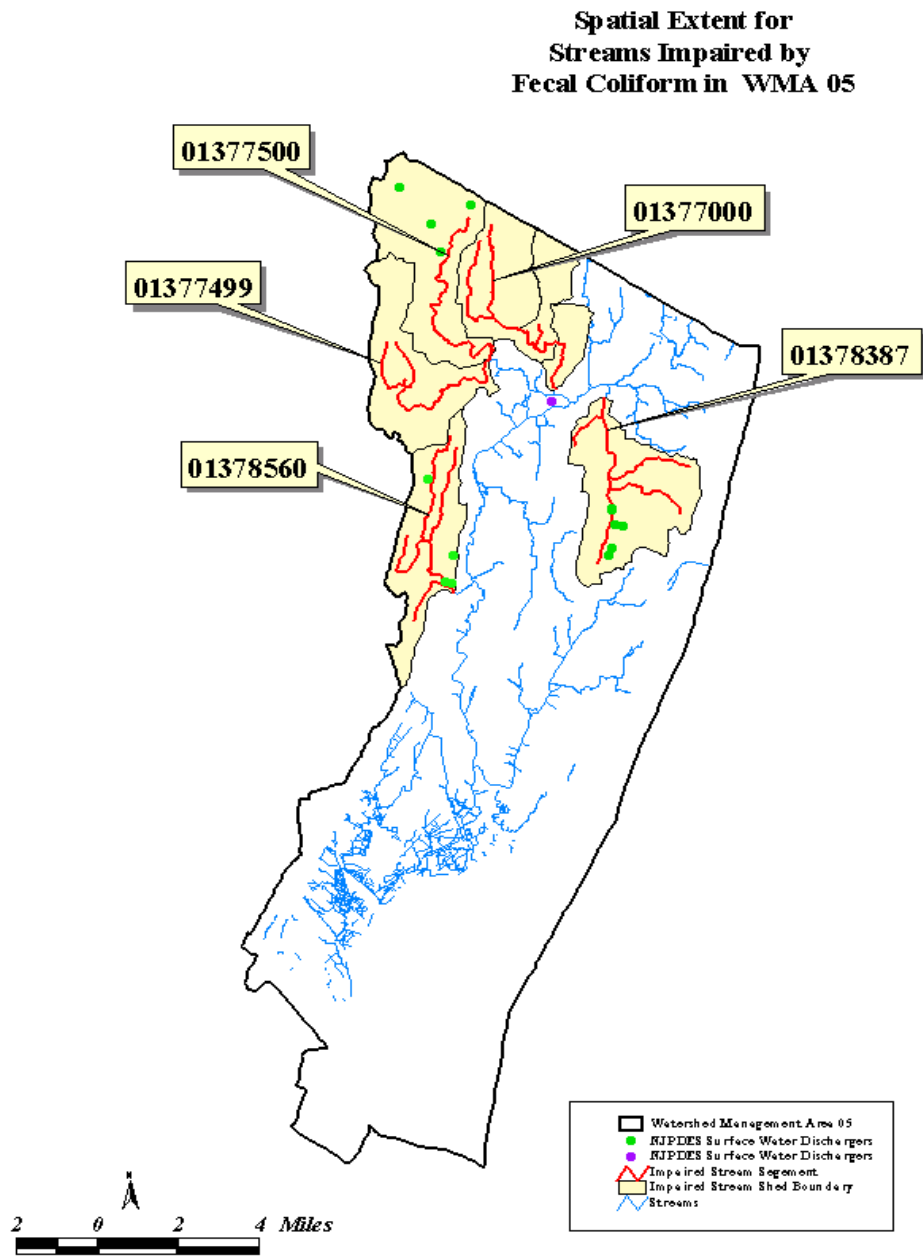 Spatial Extent for
Streams Impaired by
Fecal Coliform in WMA 05
01377500
01377000
01377499
01378387
01378560
Watershed Management Area 05
NJPDES Surface Water Dischargers
NJPDES Surface Water Dischargers
Impaired Stream Segement
Impaired Stream Shed Boundary
Streams
N
2 0 2 4 Miles